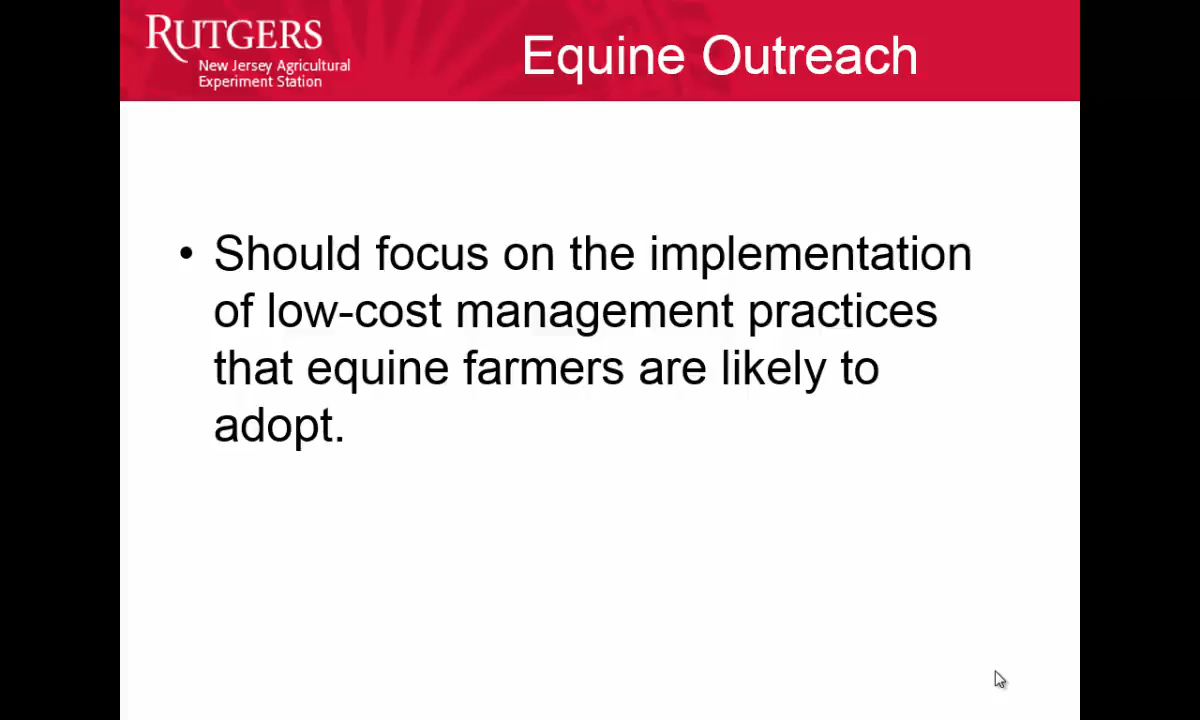 RUTGERS
New Jersey Agricultural
Experiment Station
Equine Outreach
• Should focus on the implementation
of low-cost management practices
that equine farmers are likely to
adopt.